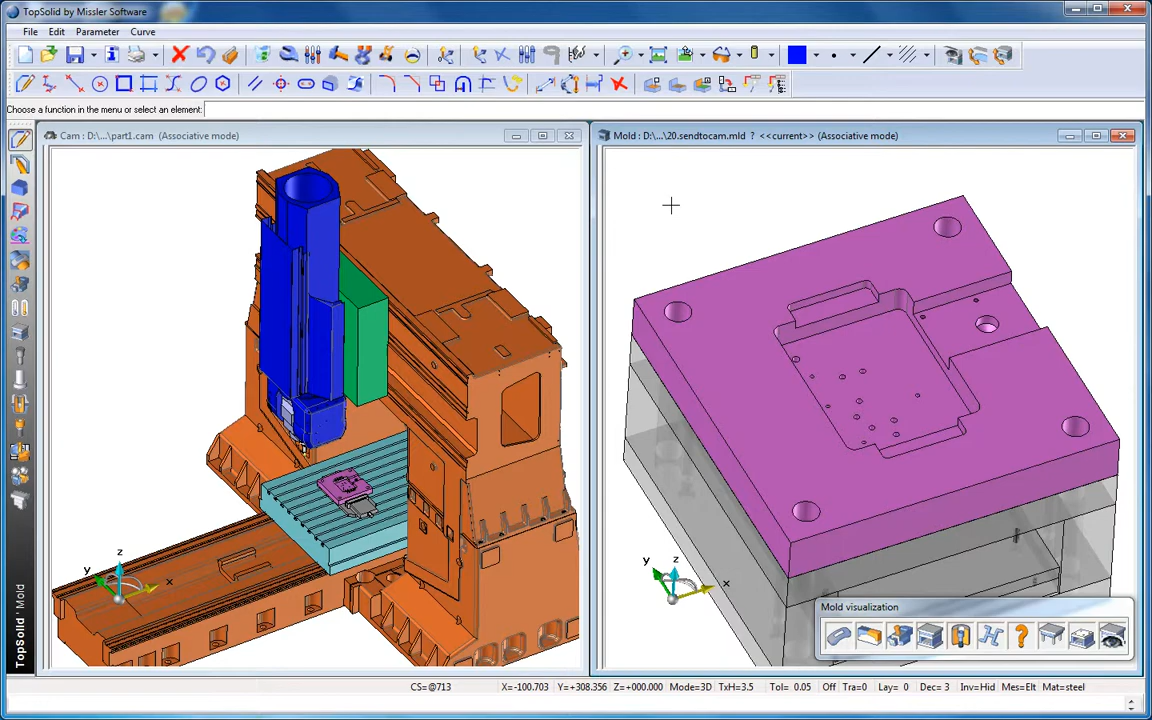 TopSolid by Missler Software
File Edit Parameter Curve
Choose a function in the menu or select an element:
Cam : D:\...\part1.cam (Associative mode)
Mold : D:\...\20.sendtocam.mld ? <<current>> (Associative mode)
z
y
x
z
y
x
Mold visualization
TopSolid 'Mold
CS=@713 X=-100.703 Y=+308.356 Z=+000.000 Mode=3D TxH=3.5 Tol= 0.05 Off Tra=0 Lay= 0 Dec= 3 Inv=Hid Mes=Elt Mat=steel